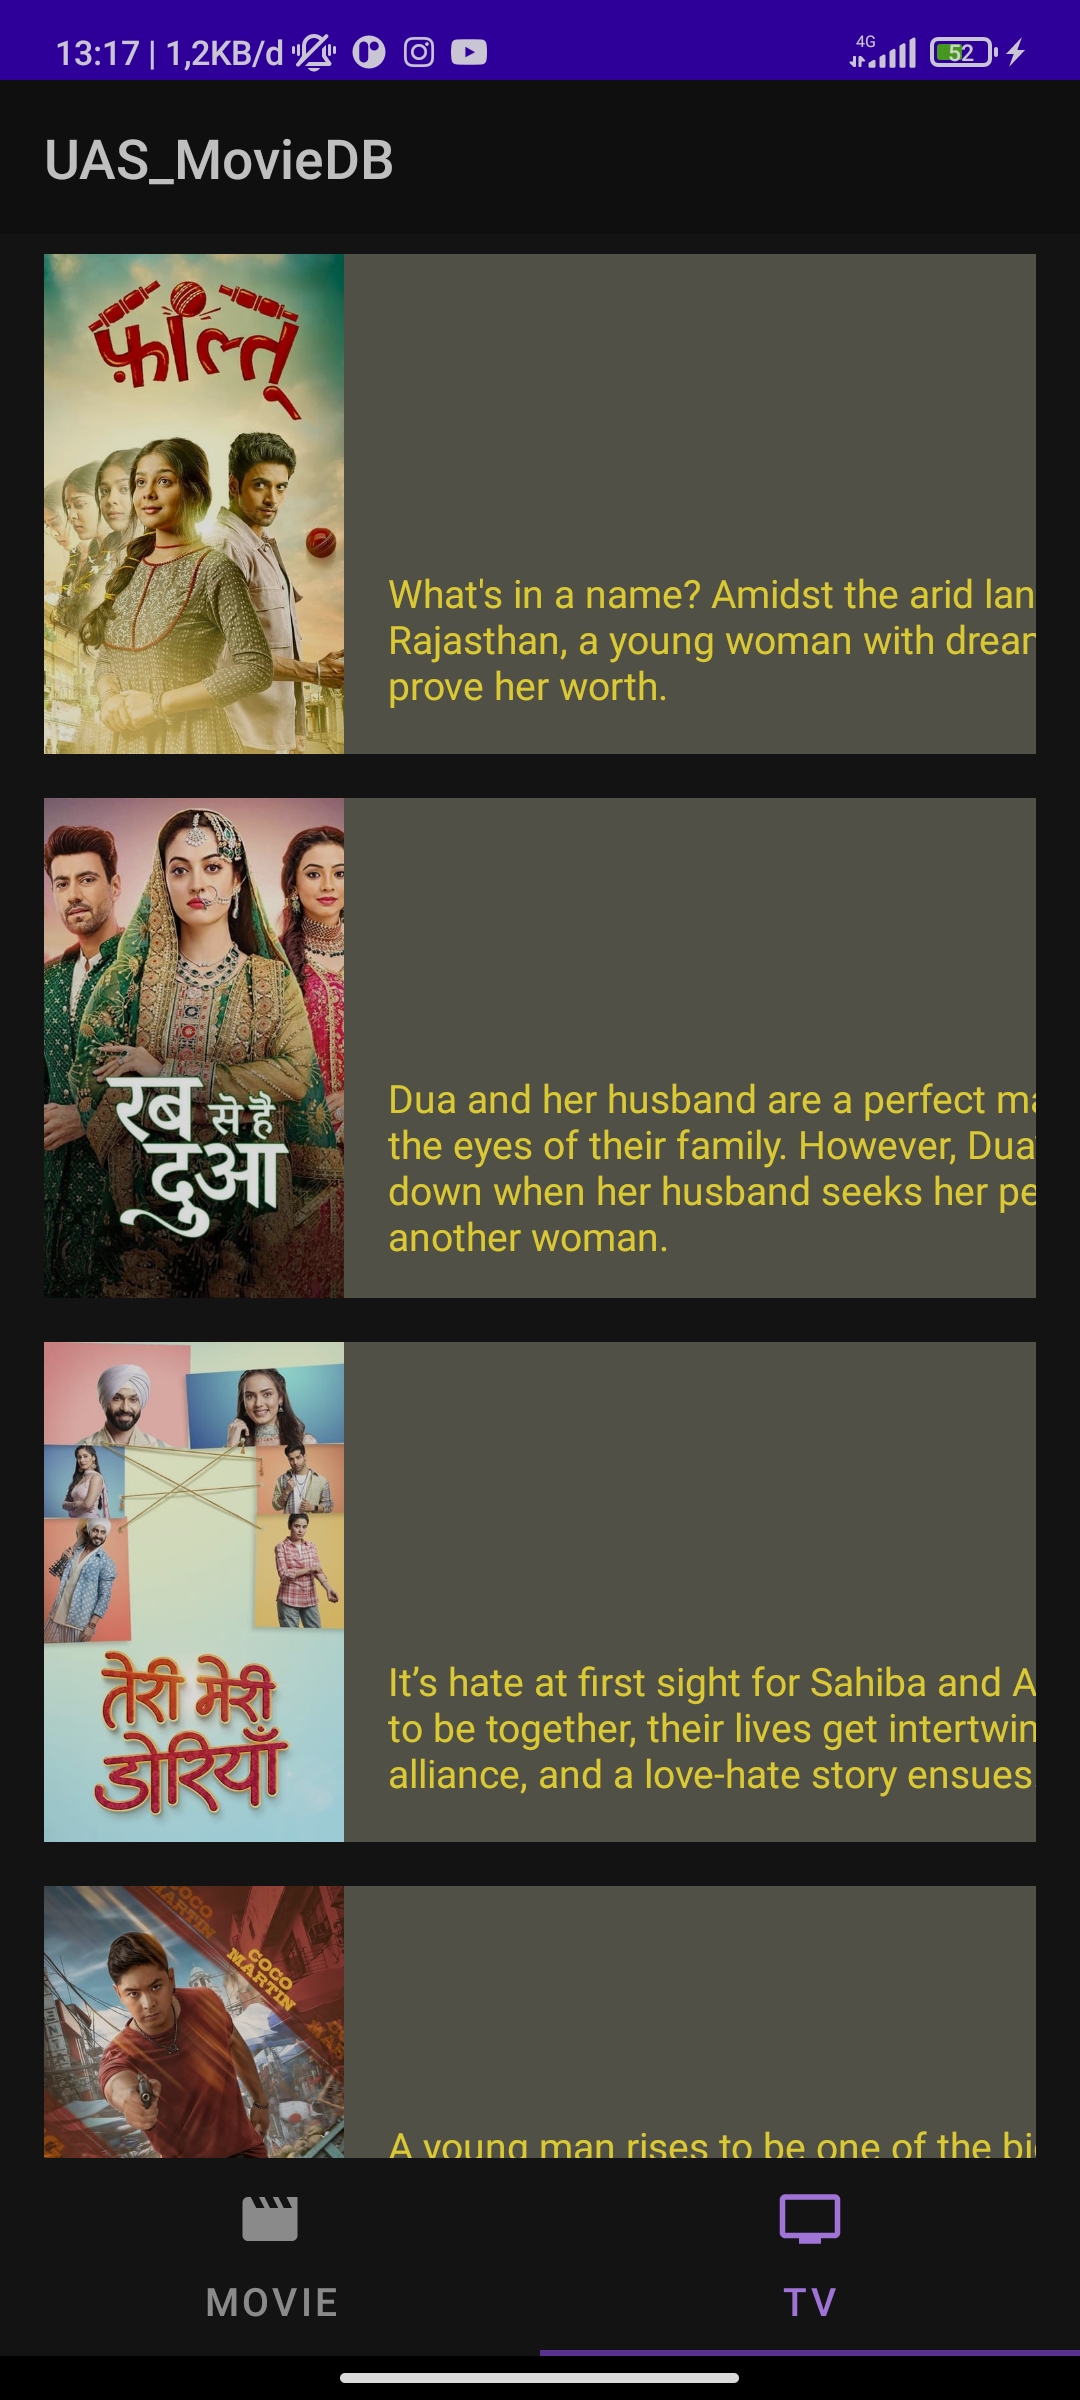 13:17 | 1,2KB/d
4G
52
UAS_MovieDB
फ़ालतू
What's in a name? Amidst the arid lan
Rajasthan, a young woman with drear
prove her worth.
रब से है
दुआ
Dua and her husband are a perfect ma
the eyes of their family. However, Dua'
down when her husband seeks her pe
another woman.
तेरी मेरी
डोरियाँ
It’s hate at first sight for Sahiba and A
to be together, their lives get intertwin
alliance, and a love-hate story ensues
COCO
MARTIN
COCO
MARTIN
A young man rises to be one of the bi
MOVIE
TV